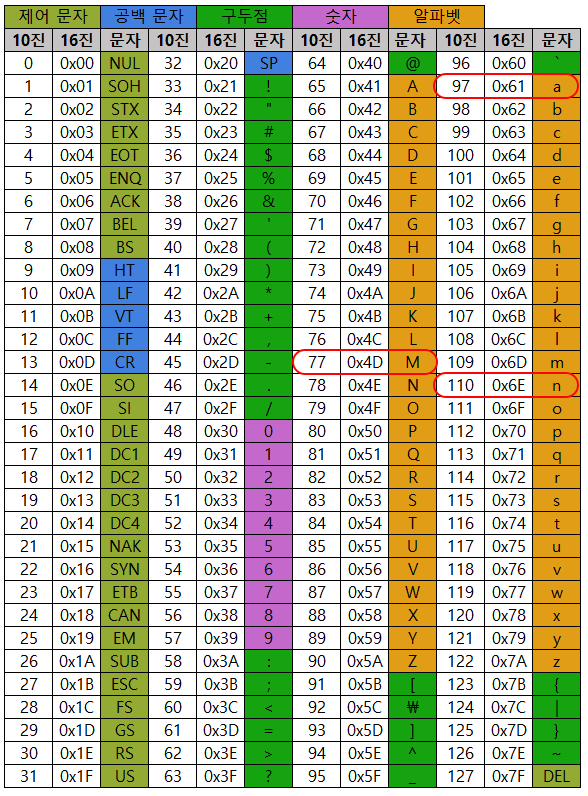 제어 문자 공백 문자 구두점 숫자 알파벳
10진 16진 문자 10진 16진 문자 10진 16진 문자 10진 16진 문자
0 0x00 NUL 32 0x20 SP 64 0x40 @ 96 0x60 `
1 0x01 SOH 33 0x21 ! 65 0x41 A 97 0x61 a
2 0x02 STX 34 0x22 " 66 0x42 B 98 0x62 b
3 0x03 ETX 35 0x23 # 67 0x43 C 99 0x63 c
4 0x04 EOT 36 0x24 $ 68 0x44 D 100 0x64 d
5 0x05 ENQ 37 0x25 % 69 0x45 E 101 0x65 e
6 0x06 ACK 38 0x26 & 70 0x46 F 102 0x66 f
7 0x07 BEL 39 0x27 ' 71 0x47 G 103 0x67 g
8 0x08 BS 40 0x28 ( 72 0x48 H 104 0x68 h
9 0x09 HT 41 0x29 ) 73 0x49 I 105 0x69 i
10 0x0A LF 42 0x2A * 74 0x4A J 106 0x6A j
11 0x0B VT 43 0x2B + 75 0x4B K 107 0x6B k
12 0x0C FF 44 0x2C , 76 0x4C L 108 0x6C l
13 0x0D CR 45 0x2D - 77 0x4D M 109 0x6D m
14 0x0E SO 46 0x2E . 78 0x4E N 110 0x6E n
15 0x0F SI 47 0x2F / 79 0x4F O 111 0x6F o
16 0x10 DLE 48 0x30 0 80 0x50 P 112 0x70 p
17 0x11 DC1 49 0x31 1 81 0x51 Q 113 0x71 q
18 0x12 DC2 50 0x32 2 82 0x52 R 114 0x72 r
19 0x13 DC3 51 0x33 3 83 0x53 S 115 0x73 s
20 0x14 DC4 52 0x34 4 84 0x54 T 116 0x74 t
21 0x15 NAK 53 0x35 5 85 0x55 U 117 0x75 u
22 0x16 SYN 54 0x36 6 86 0x56 V 118 0x76 v
23 0x17 ETB 55 0x37 7 87 0x57 W 119 0x77 w
24 0x18 CAN 56 0x38 8 88 0x58 X 120 0x78 x
25 0x19 EM 57 0x39 9 89 0x59 Y 121 0x79 y
26 0x1A SUB 58 0x3A : 90 0x5A Z 122 0x7A z
27 0x1B ESC 59 0x3B ; 91 0x5B [ 123 0x7B {
28 0x1C FS 60 0x3C < 92 0x5C ₩ 124 0x7C |
29 0x1D GS 61 0x3D = 93 0x5D ] 125 0x7D }
30 0x1E RS 62 0x3E > 94 0x5E ^ 126 0x7E ~
31 0x1F US 63 0x3F ? 95 0x5F _ 127 0x7F DEL